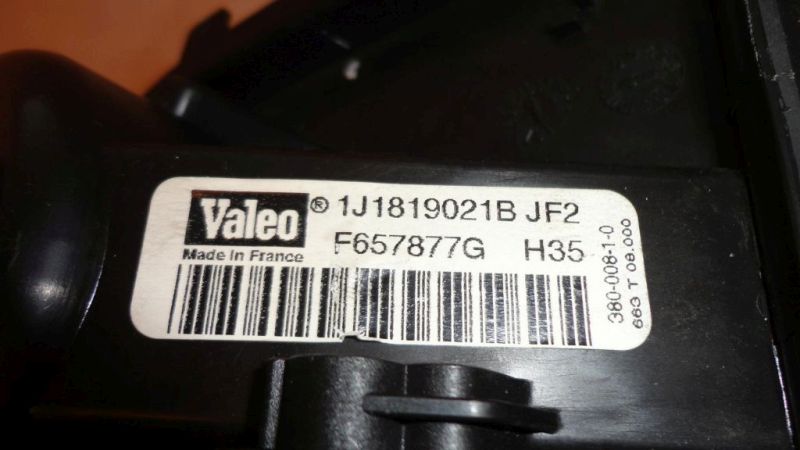 Valeo ® 1J1819021B JF2
Made In France F657877G H35
380-008-1-0
663 T 08.000